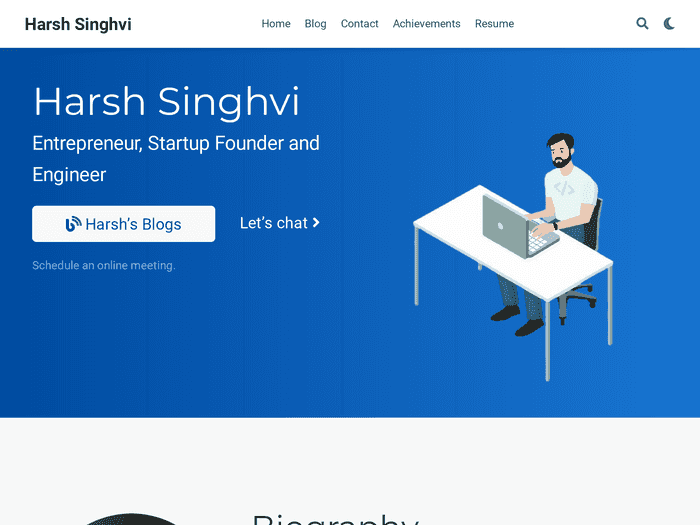 Harsh Singhvi
Home Blog Contact Achievements Resume
Harsh Singhvi
Entrepreneur, Startup Founder and
Engineer
Harsh's Blogs
Let's chat
Schedule an online meeting.
</>
Biography